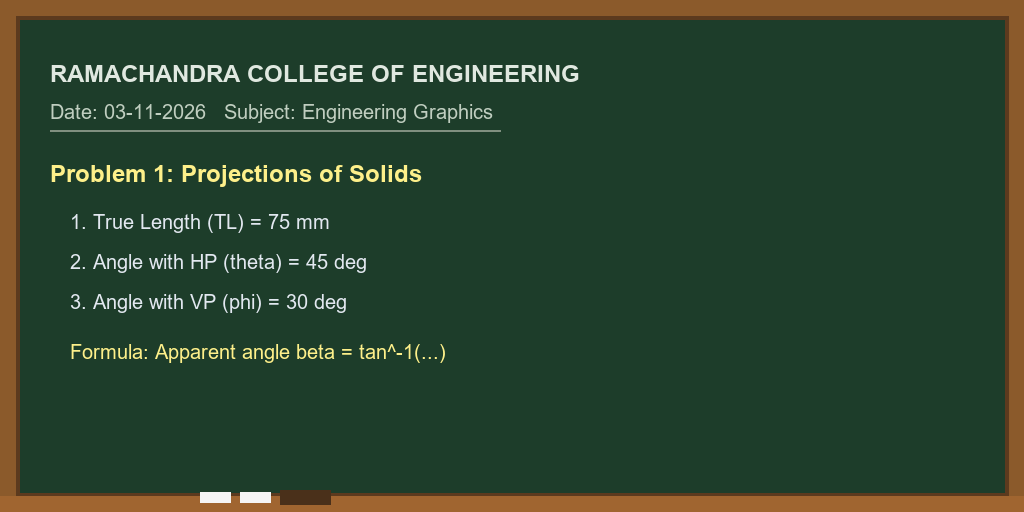 RAMACHANDRA COLLEGE OF ENGINEERING
Date: 03-11-2026   Subject: Engineering Graphics
Problem 1: Projections of Solids
1. True Length (TL) = 75 mm
2. Angle with HP (theta) = 45 deg
3. Angle with VP (phi) = 30 deg
Formula: Apparent angle beta = tan^-1(...)